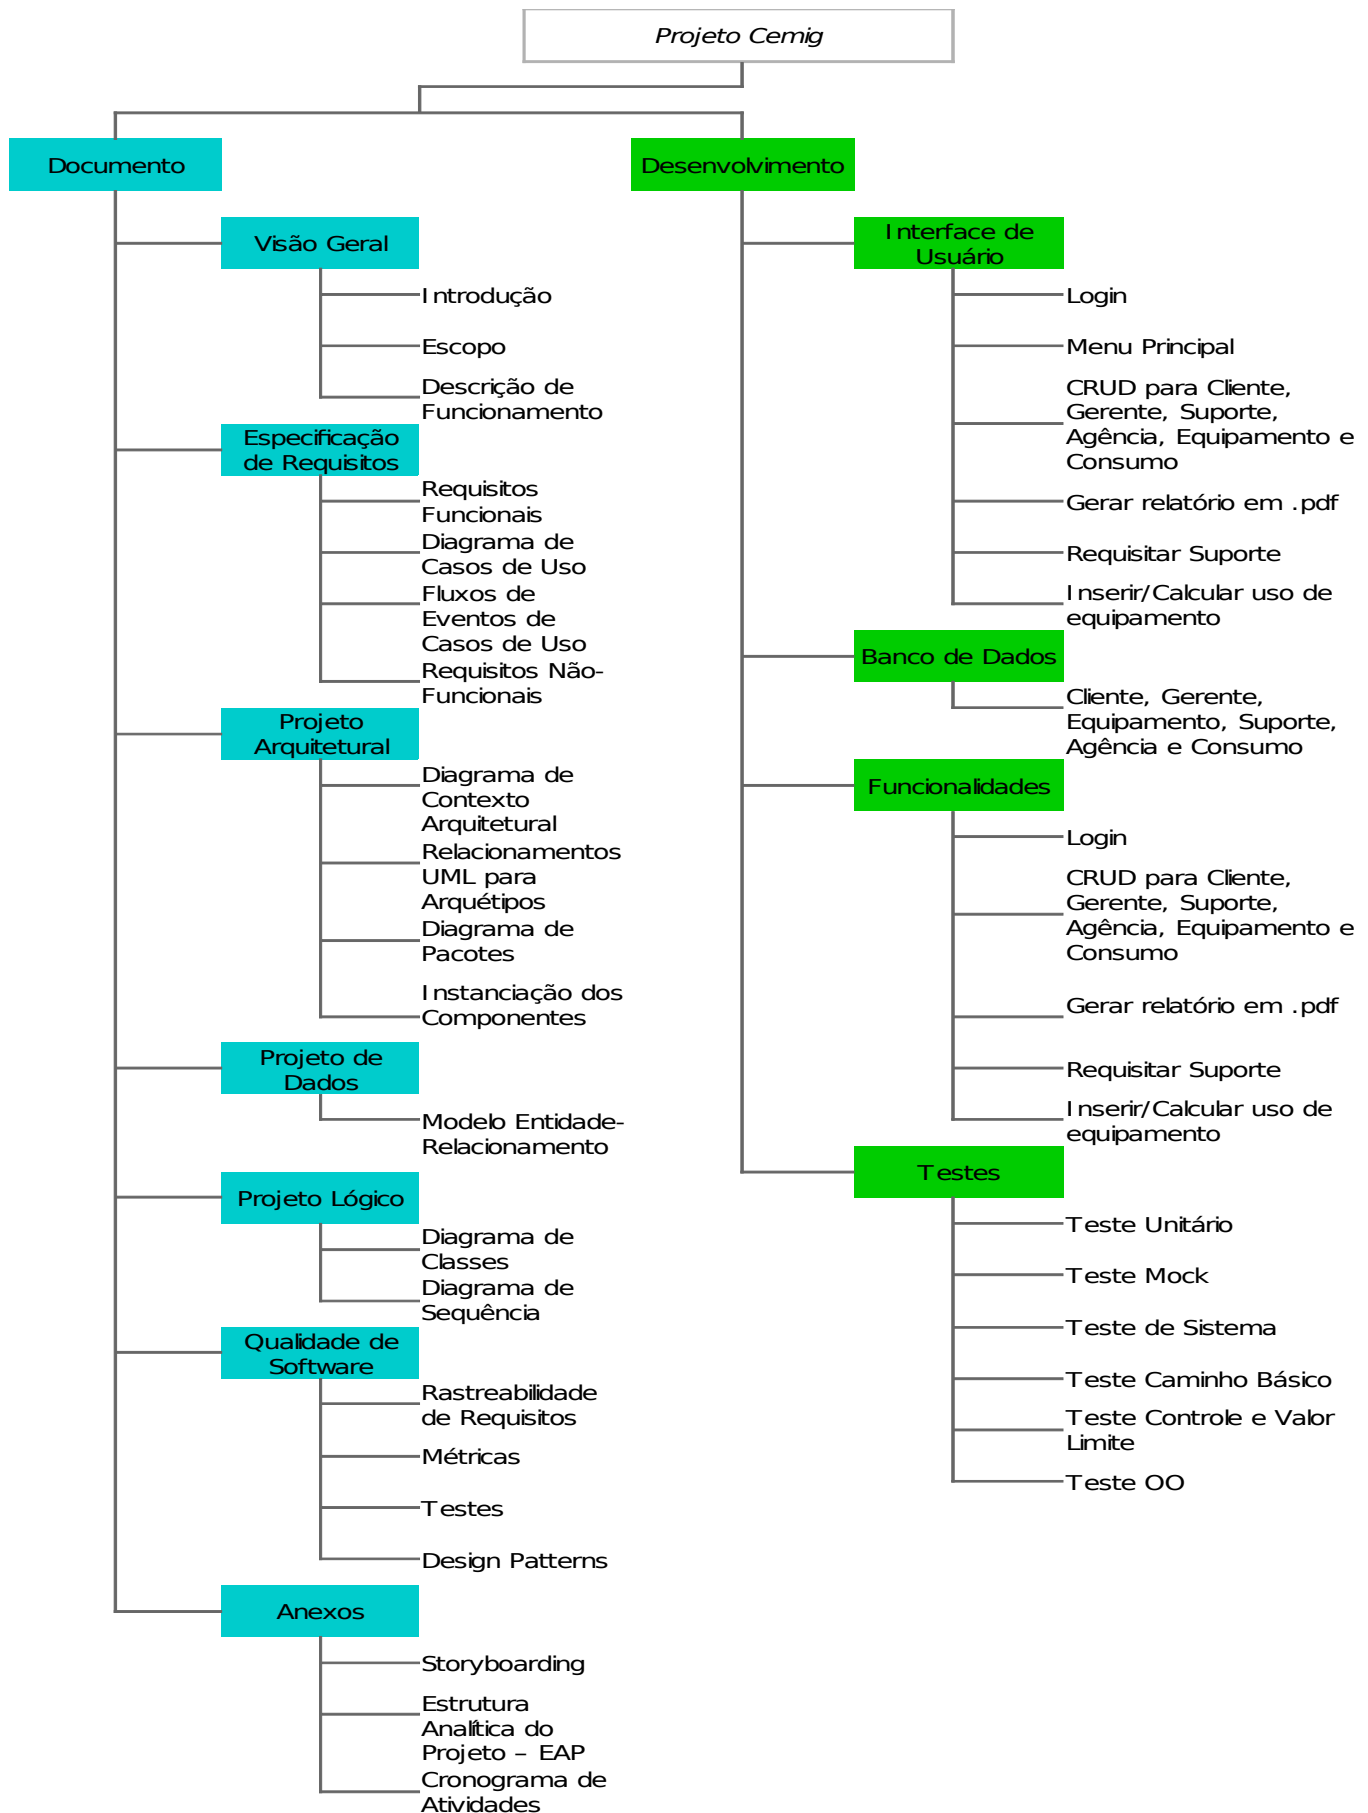 Projeto Cemig
Documento
Visão Geral
Introdução
Escopo
Descrição de
Funcionamento
Especificação
de Requisitos
Requisitos
Funcionais
Diagrama de
Casos de Uso
Fluxos de
Eventos de
Casos de Uso
Requisitos Não-
Funcionais
Projeto
Arquitetural
Diagrama de
Contexto
Arquitetural
Relacionamentos
UML para
Arquétipos
Diagrama de
Pacotes
Instanciação dos
Componentes
Projeto de
Dados
Modelo Entidade-
Relacionamento
Projeto Lógico
Diagrama de
Classes
Diagrama de
Sequência
Qualidade de
Software
Rastreabilidade
de Requisitos
Métricas
Testes
Design Patterns
Anexos
Storyboarding
Estrutura
Analítica do
Projeto – EAP
Cronograma de
Atividades
Desenvolvimento
Interface de
Usuário
Login
Menu Principal
CRUD para Cliente,
Gerente, Suporte,
Agência, Equipamento e
Consumo
Gerar relatório em .pdf
Requisitar Suporte
Inserir/Calcular uso de
equipamento
Banco de Dados
Cliente, Gerente,
Equipamento, Suporte,
Agência e Consumo
Funcionalidades
Login
CRUD para Cliente,
Gerente, Suporte,
Agência, Equipamento e
Consumo
Gerar relatório em .pdf
Requisitar Suporte
Inserir/Calcular uso de
equipamento
Testes
Teste Unitário
Teste Mock
Teste de Sistema
Teste Caminho Básico
Teste Controle e Valor
Limite
Teste OO